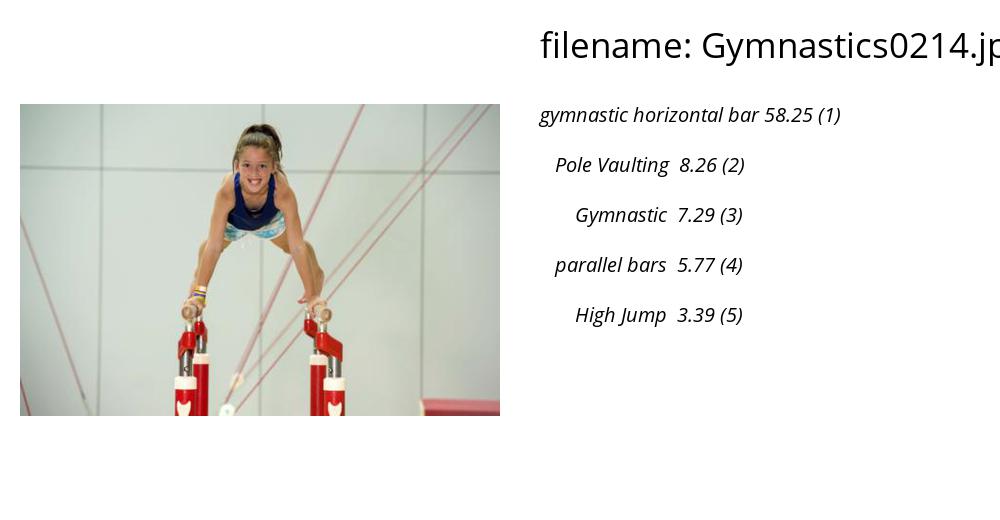 filename: Gymnastics0214.jp
gymnastic horizontal bar 58.25 (1)
Pole Vaulting 8.26 (2)
Gymnastic 7.29 (3)
parallel bars 5.77 (4)
High Jump 3.39 (5)